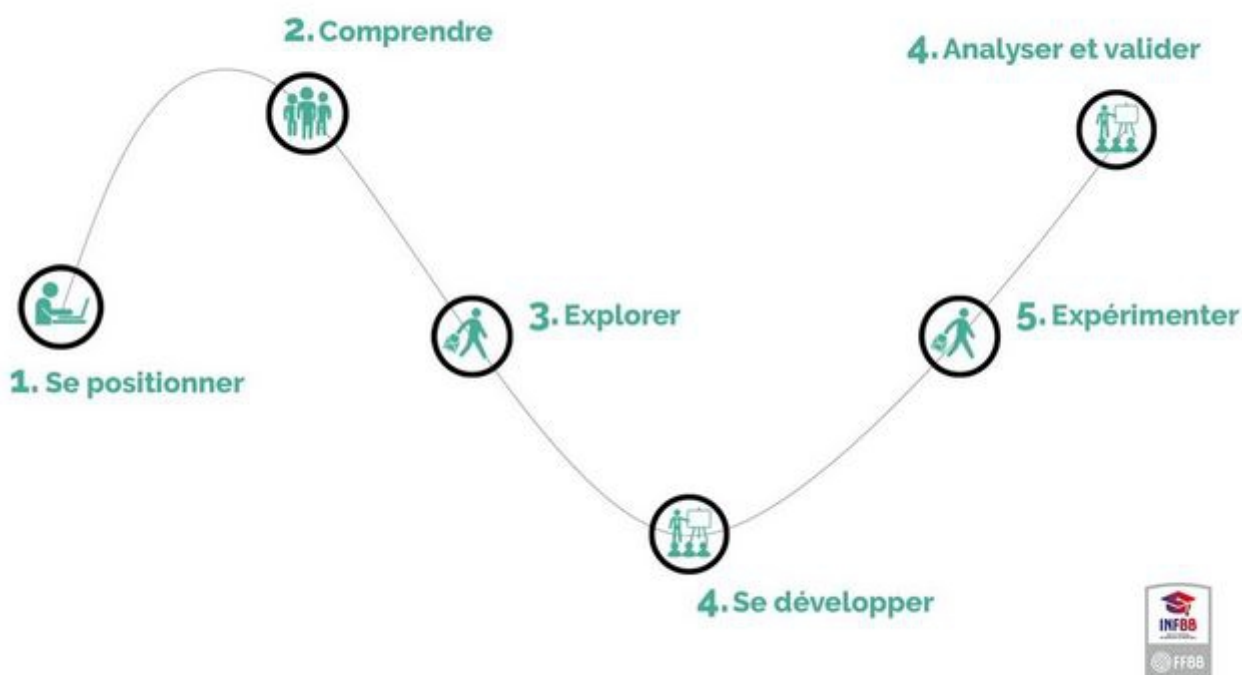 2. Comprendre
4. Analyser et valider
3. Explorer
5. Expérimenter
1. Se positionner
4. Se développer
INFBB
FFBB